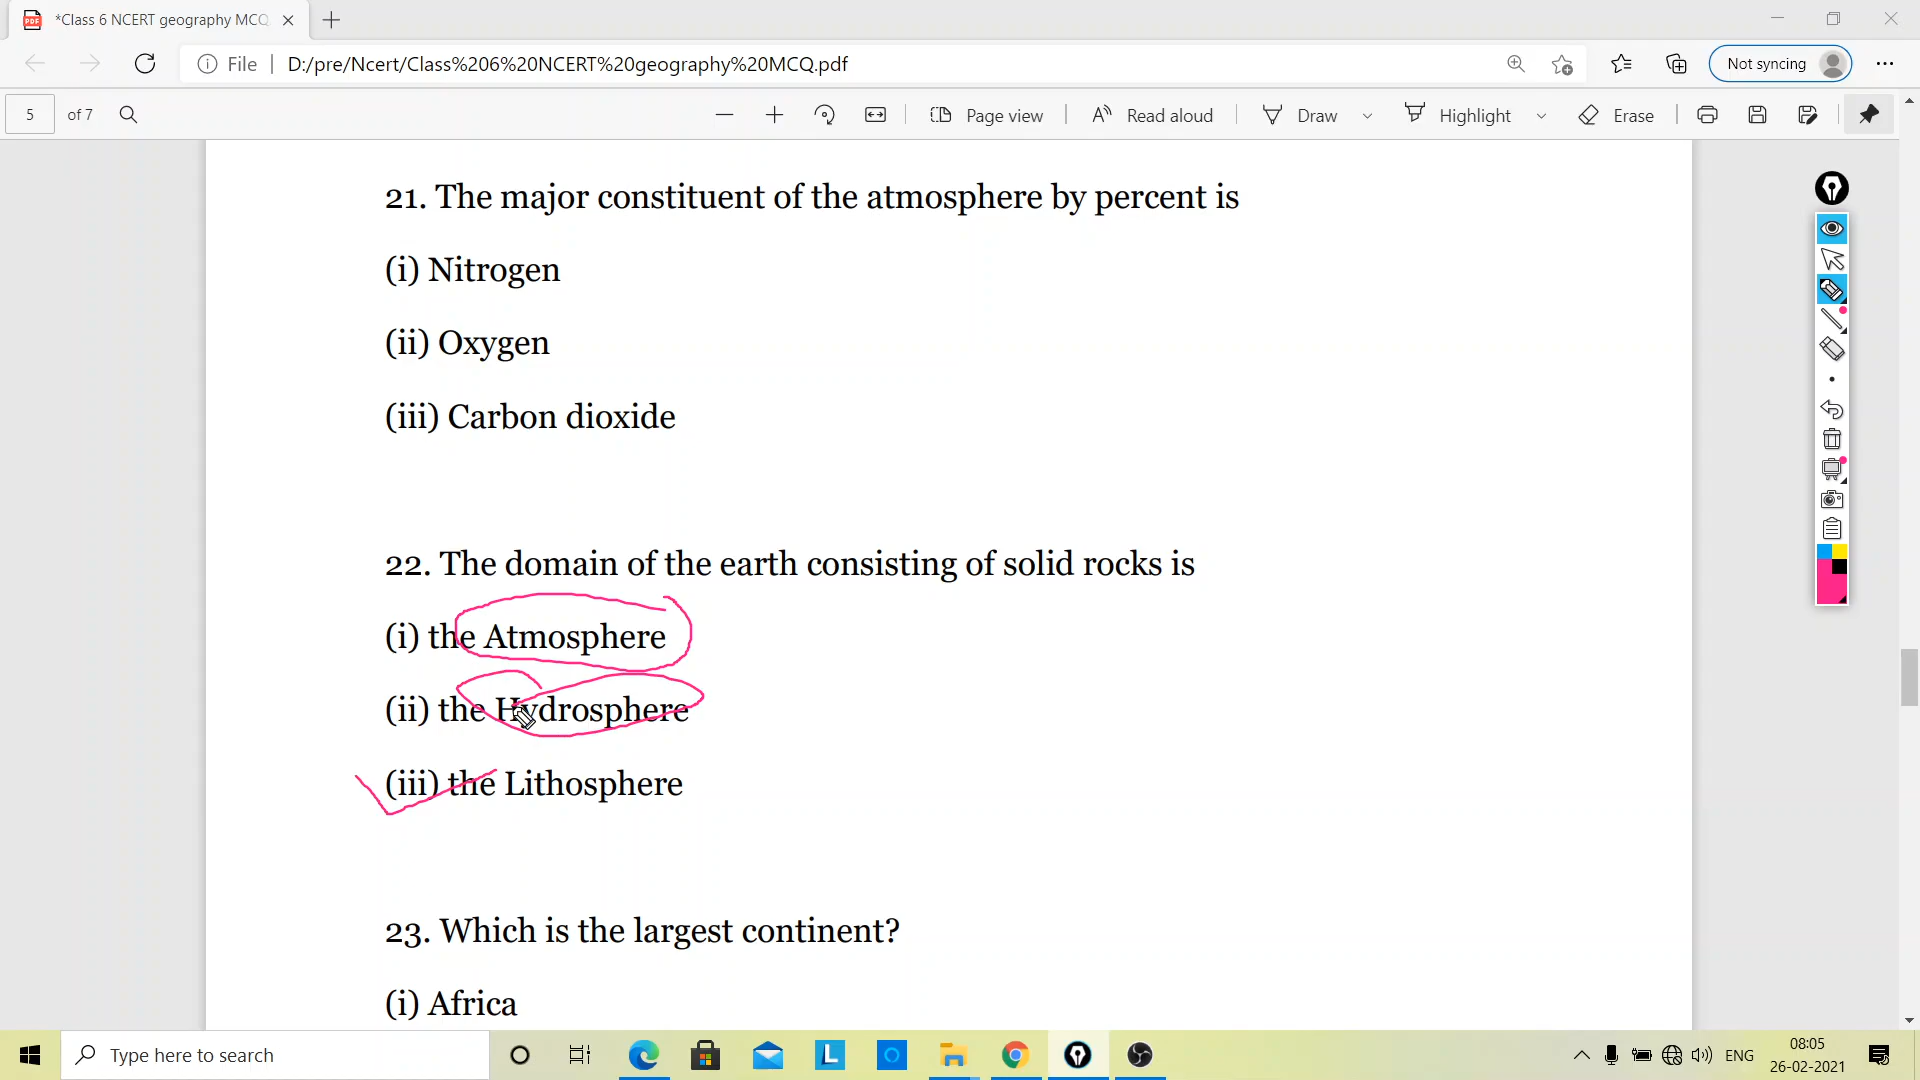 *Class 6 NCERT geography MCQ
File | D:/pre/Ncert/Class%206%20NCERT%20geography%20MCQ.pdf
Not syncing
5 of 7
Page view
Read aloud
Draw
Highlight
Erase
21. The major constituent of the atmosphere by percent is
(i) Nitrogen
(ii) Oxygen
(iii) Carbon dioxide
22. The domain of the earth consisting of solid rocks is
(i) the Atmosphere
(ii) the Hydrosphere
(iii) the Lithosphere
23. Which is the largest continent?
(i) Africa
Type here to search
ENG
08:05
26-02-2021